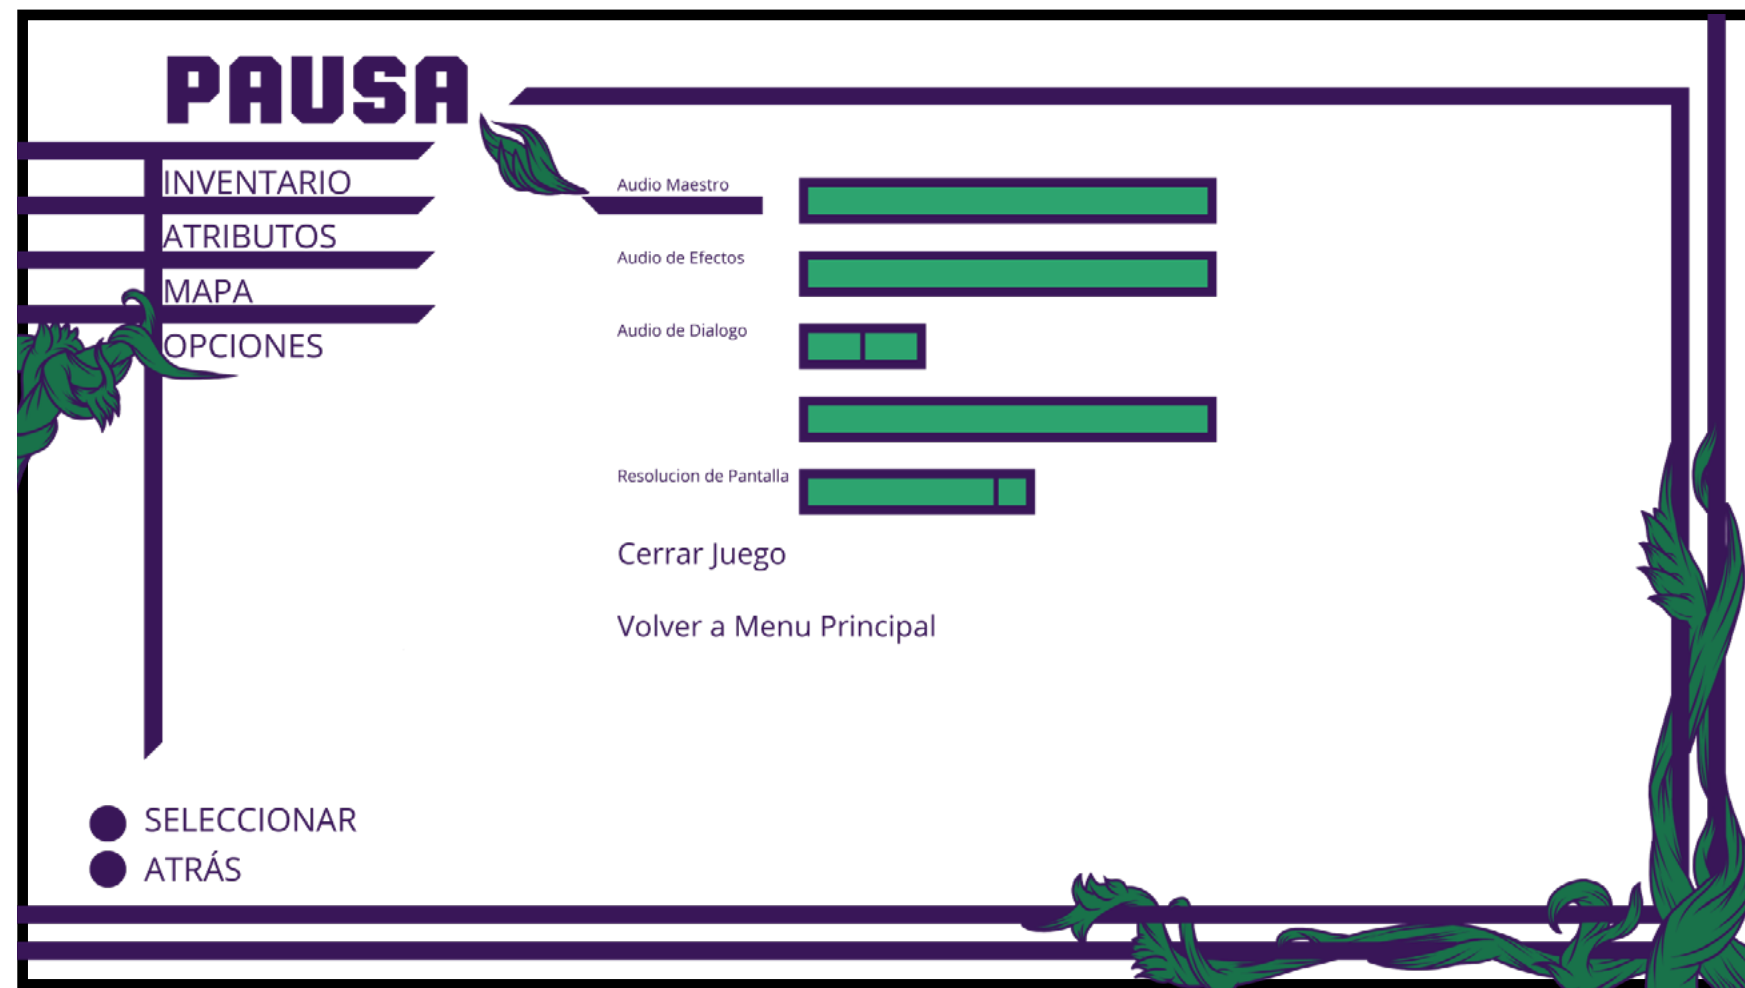 PAUSA
INVENTARIO
ATRIBUTOS
MAPA
OPCIONES
Audio Maestro
Audio de Efectos
Audio de Dialogo
Resolucion de Pantalla
Cerrar Juego
Volver a Menu Principal
SELECCIONAR
ATRÁS